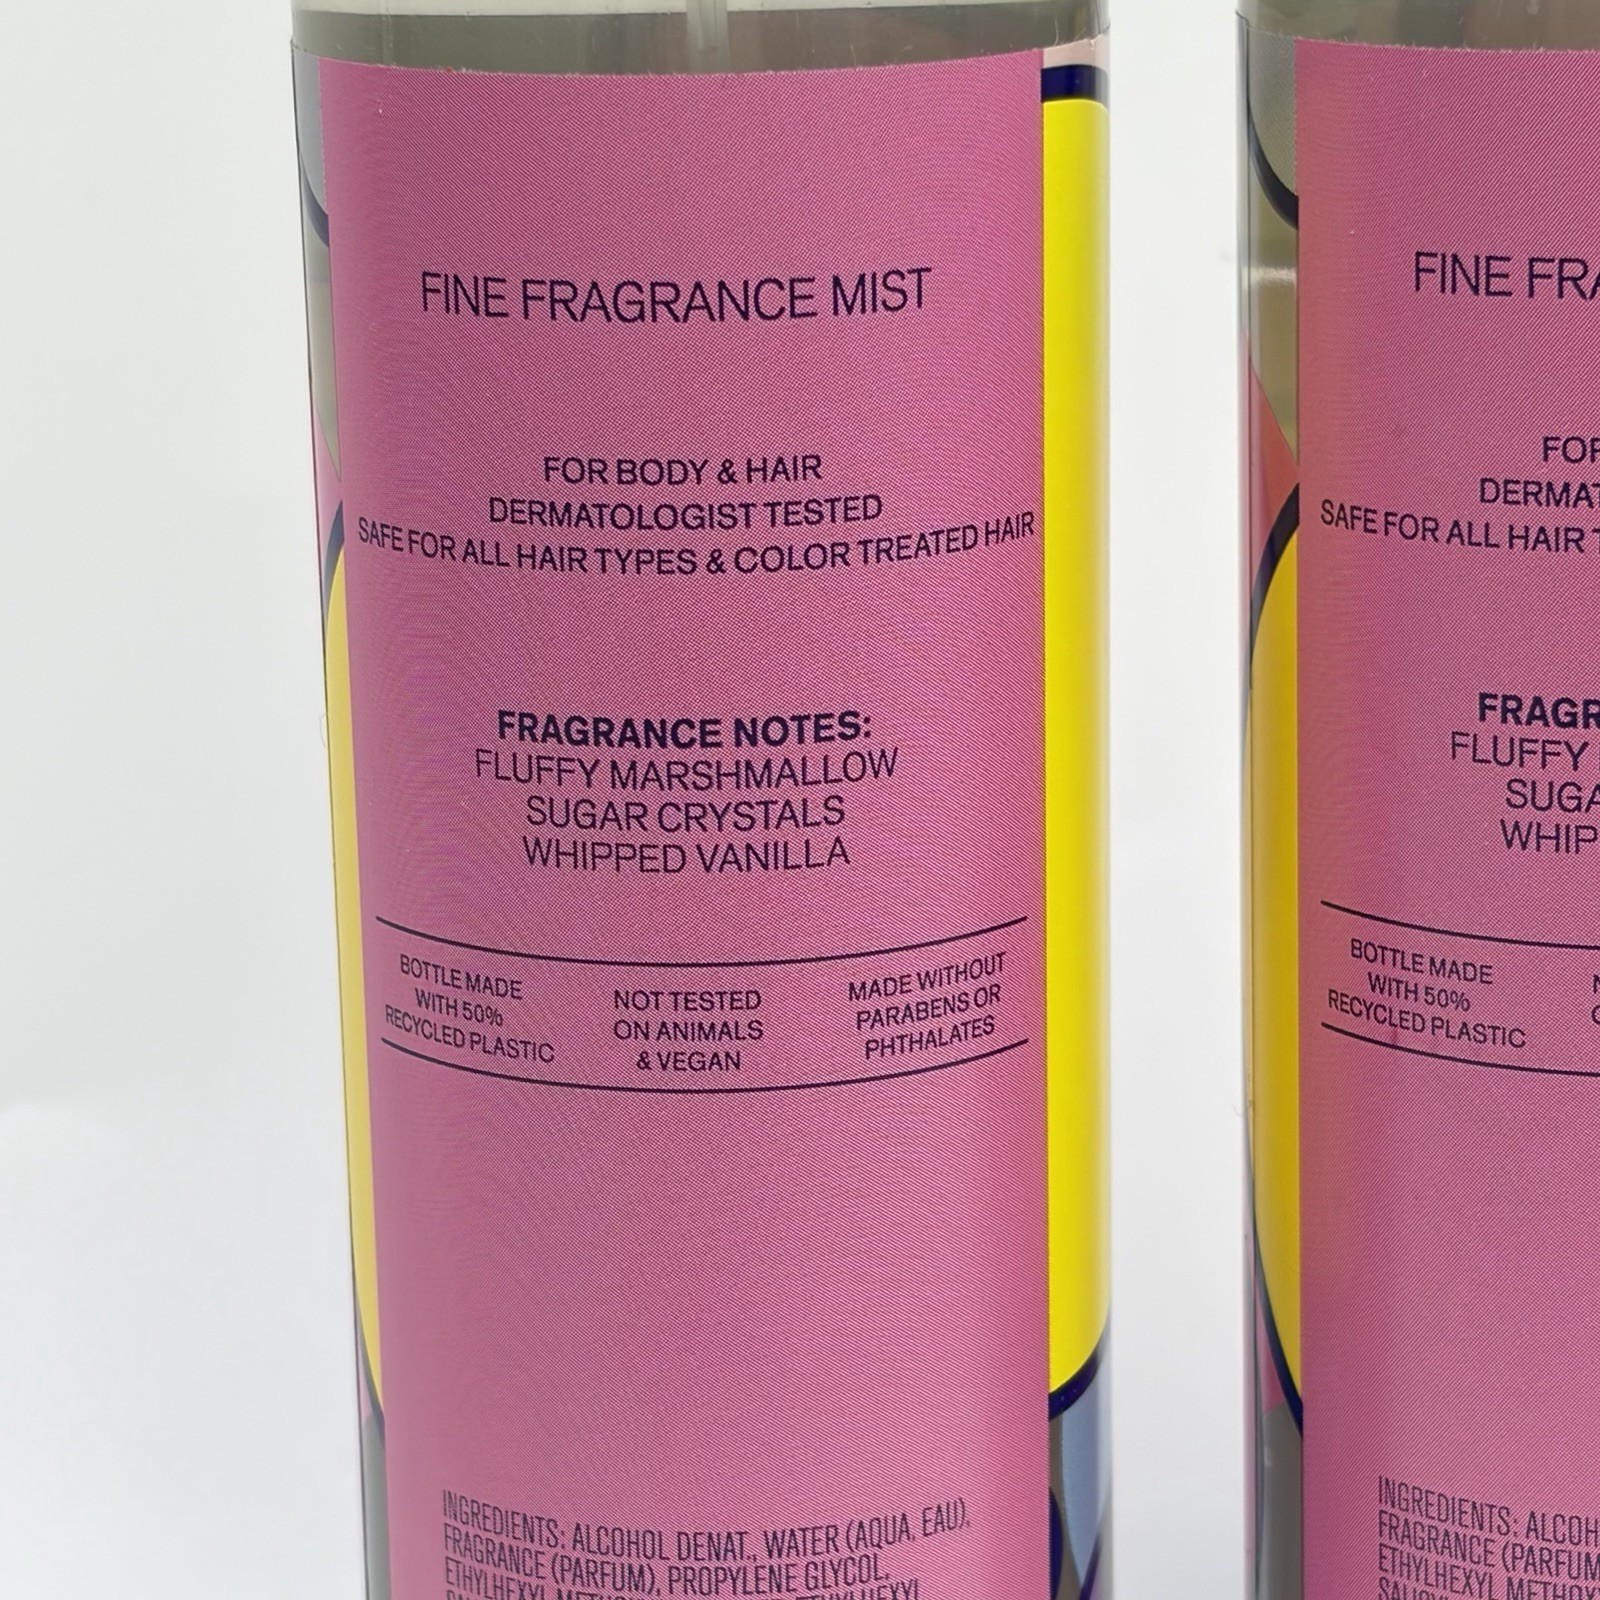 FINE FRAGRANCE MIST
FOR BODY & HAIR
DERMATOLOGIST TESTED
SAFE FOR ALL HAIR TYPES & COLOR TREATED HAIR
FRAGRANCE NOTES:
FLUFFY MARSHMALLOW
SUGAR CRYSTALS
WHIPPED VANILLA
BOTTLE MADE
WITH 50%
RECYCLED PLASTIC
NOT TESTED
ON ANIMALS
& VEGAN
MADE WITHOUT
PARABENS OR
PHTHALATES
INGREDIENTS: ALCOHOL DENAT., WATER (AQUA, EAU),
FRAGRANCE (PARFUM), PROPYLENE GLYCOL,
FINE
DERMAT
SAFE FOR ALL HAIR
FRAGR
FLUFFY
SUGA
WHIP
BOTTLE MADE
WITH 50%
RECYCLED PLASTIC
INGREDIENTS: ALCOH
FRAGRANCE (PARFUM
ETHYLHEXYL METHOX